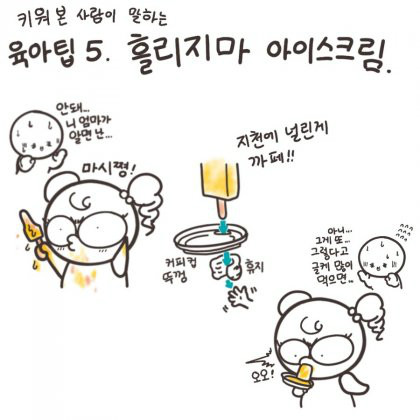 키워 본 사람이 말하는
육아팁 5. 흘리지마 아이스크림.
안돼...
니 엄마가
알면 난...
마시쪙!
지천에 널린게
까페!!
커피컵
뚜껑
휴지
아니...
그게 또...
그렇다고
글케 많이
먹으면..
오오!